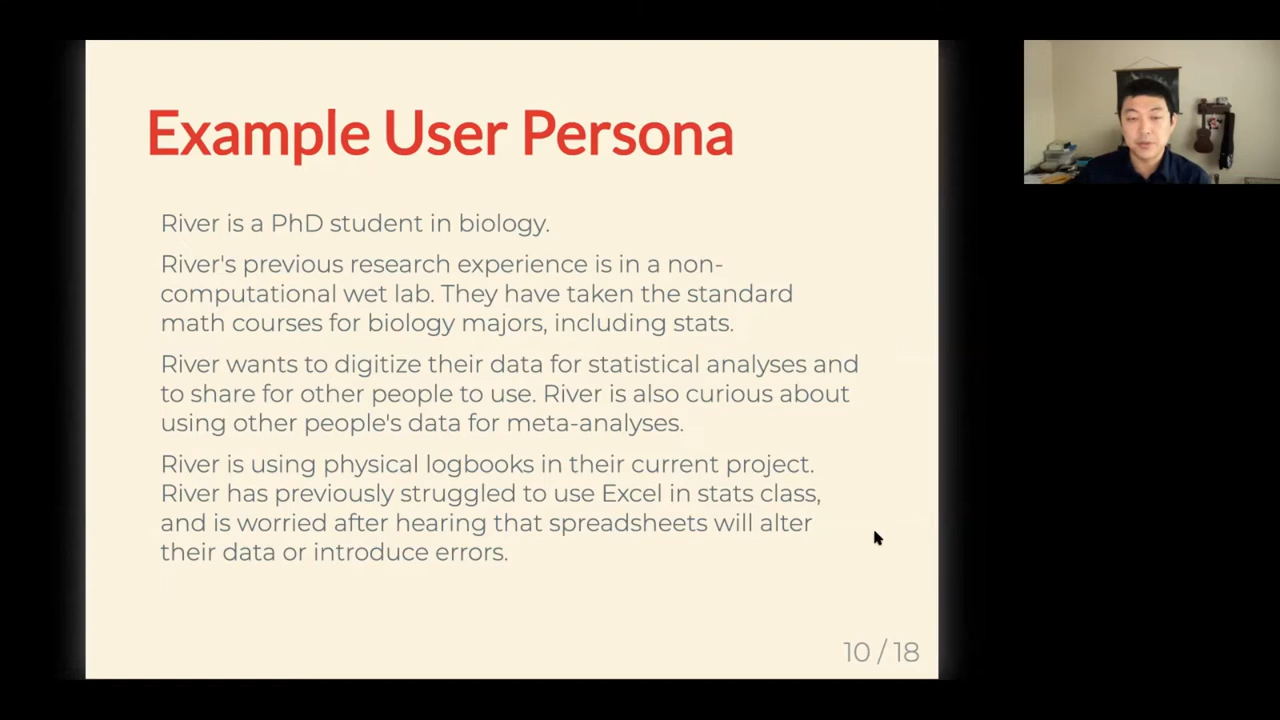 Example User Persona
River is a PhD student in biology.
River's previous research experience is in a non-
computational wet lab. They have taken the standard
math courses for biology majors, including stats.
River wants to digitize their data for statistical analyses and
to share for other people to use. River is also curious about
using other people's data for meta-analyses.
River is using physical logbooks in their current project.
River has previously struggled to use Excel in stats class,
and is worried after hearing that spreadsheets will alter
their data or introduce errors.
10 / 18